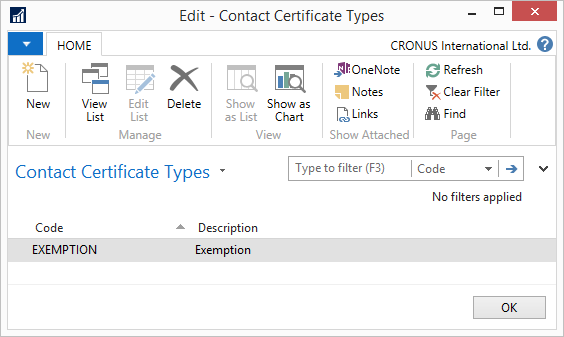 Edit - Contact Certificate Types
HOME
CRONUS International Ltd.
?
New
View List
Edit List
Delete
Show as List
Show as Chart
OneNote
Notes
Links
Refresh
Clear Filter
Find
New
Manage
View
Show Attached
Page
Contact Certificate Types
Type to filter (F3)
Code
No filters applied
Code
Description
EXEMPTION
Exemption
OK